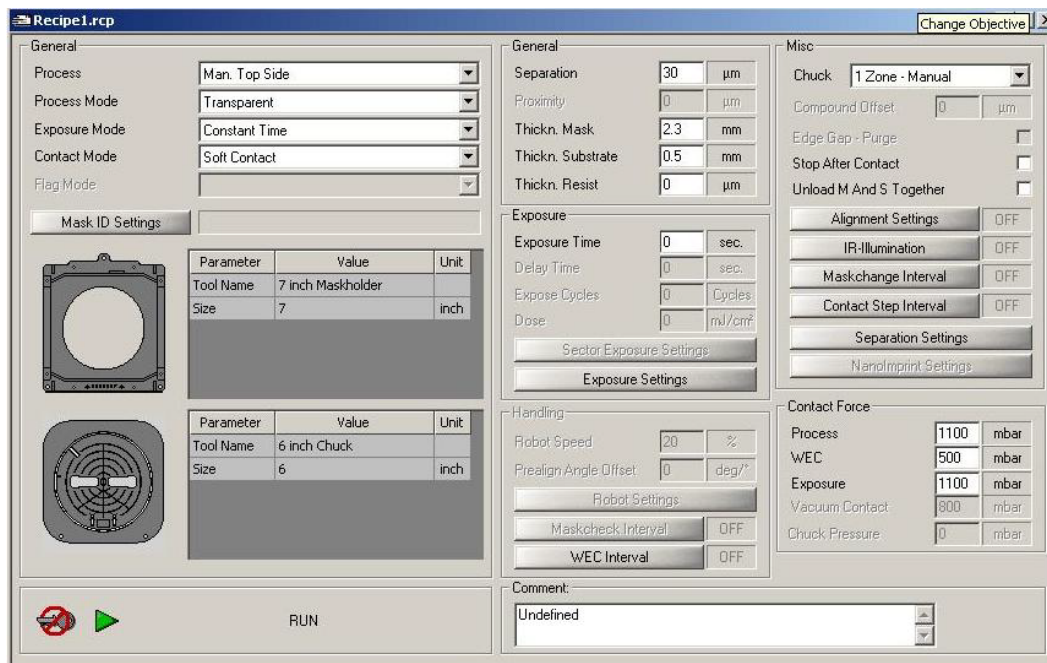 Recipe1.rcp
Change Objective
General
Process Man. Top Side
Process Mode Transparent
Exposure Mode Constant Time
Contact Mode Soft Contact
Flag Mode
Mask ID Settings
Parameter Value Unit
Tool Name 7 inch Maskholder
Size 7 inch
Parameter Value Unit
Tool Name 6 inch Chuck
Size 6 inch
RUN
General
Separation 30 µm
Proximity 0 µm
Thickn. Mask 2.3 mm
Thickn. Substrate 0.5 mm
Thickn. Resist 0 µm
Exposure
Exposure Time 0 sec.
Delay Time 0 sec.
Expose Cycles 0 Cycles
Dose 0 mJ/cm²
Sector Exposure Settings
Exposure Settings
Handling
Robot Speed 20 %
Prealign Angle Offset 0 deg/°
Robot Settings
Maskcheck Interval OFF
WEC Interval OFF
Comment:
Undefined
Misc
Chuck 1 Zone - Manual
Compound Offset 0 µm
Edge Gap - Purge
Stop After Contact
Unload M And S Together
Alignment Settings OFF
IR-Illumination OFF
Maskchange Interval OFF
Contact Step Interval OFF
Separation Settings
NanoImprint Settings
Contact Force
Process 1100 mbar
WEC 500 mbar
Exposure 1100 mbar
Vacuum Contact 800 mbar
Chuck Pressure 0 mbar